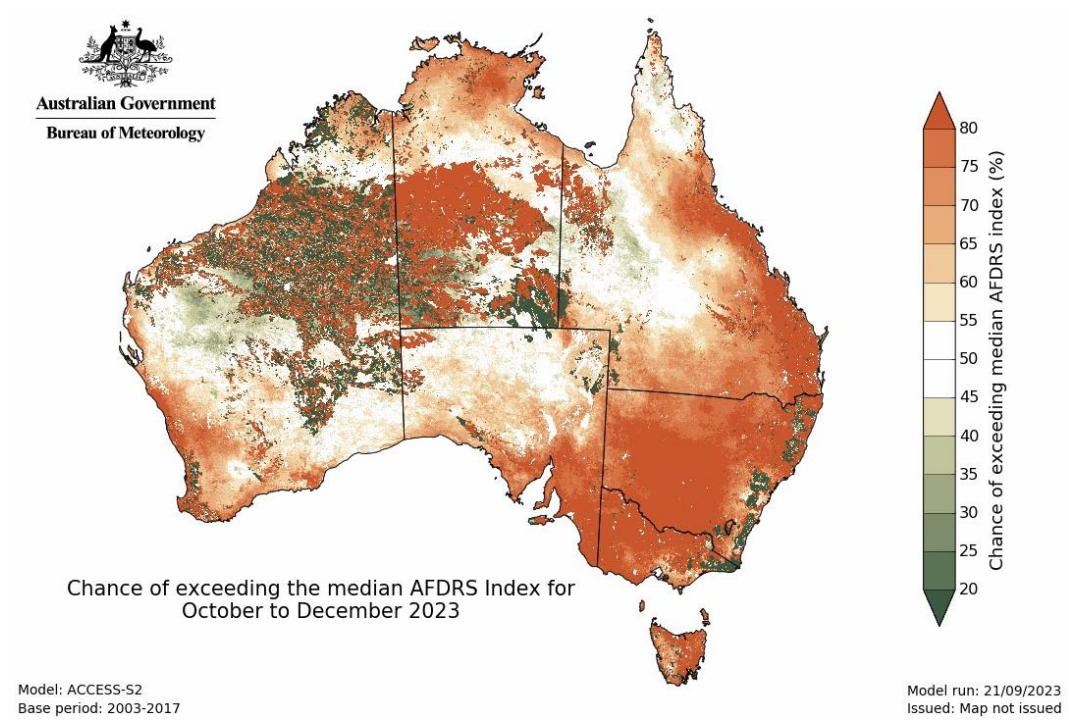 Australian Government
Bureau of Meteorology
80
75
70
65
60
55
50
45
40
35
30
25
20
Chance of exceeding median AFDRS index (%)
Chance of exceeding the median AFDRS Index for
October to December 2023
Model: ACCESS-S2
Base period: 2003-2017
Model run: 21/09/2023
Issued: Map not issued